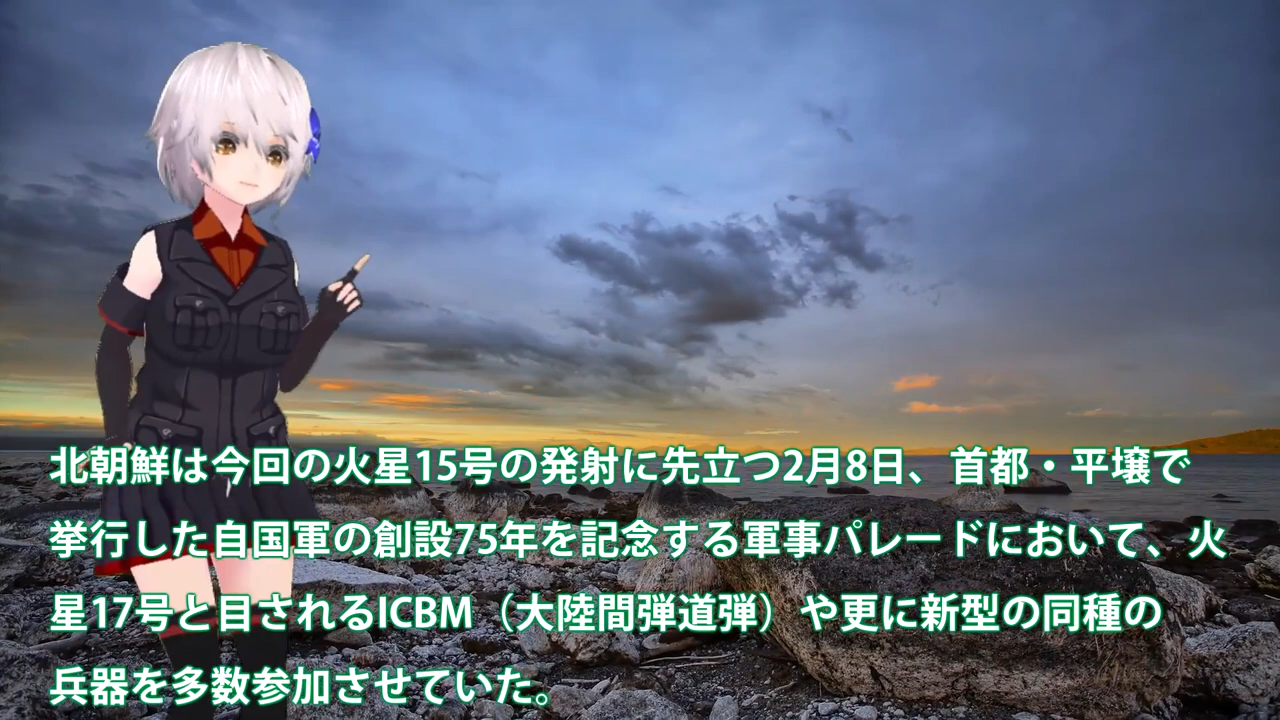 北朝鮮は今回の火星15号の発射に先立つ2月8日、首都・平壌で
挙行した自国軍の創設75年を記念する軍事パレードにおいて、火
星17号と目されるICBM（大陸間弾道弾）や更に新型の同種の
兵器を多数参加させていた。